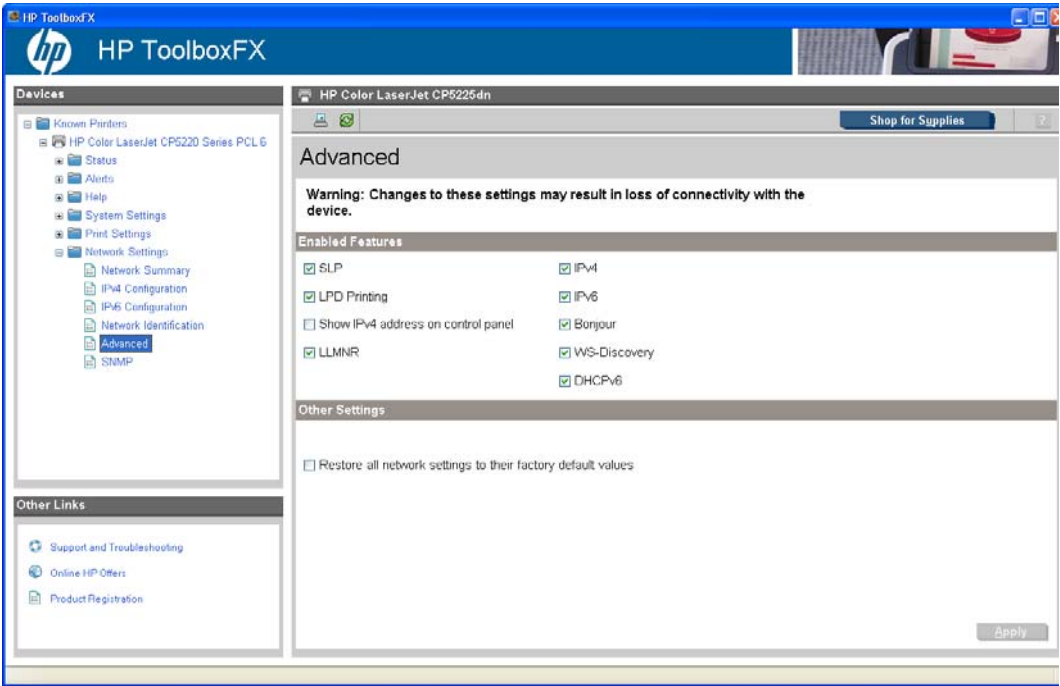 HP ToolboxFX
hp
HP ToolboxFX
Devices
Known Printers
HP Color LaserJet CP5220 Series PCL 6
Status
Alerts
Help
System Settings
Print Settings
Network Settings
Network Summary
IPv4 Configuration
IPv6 Configuration
Network Identification
Advanced
SNMP
Other Links
Support and Troubleshooting
Online HP Offers
Product Registration
HP Color LaserJet CP5225dn
Shop for Supplies
?
Advanced
Warning: Changes to these settings may result in loss of connectivity with the
device.
Enabled Features
SLP
IPv4
LPD Printing
IPv6
Show IPv4 address on control panel
Bonjour
LLMNR
WS-Discovery
DHCPv6
Other Settings
Restore all network settings to their factory default values
Apply